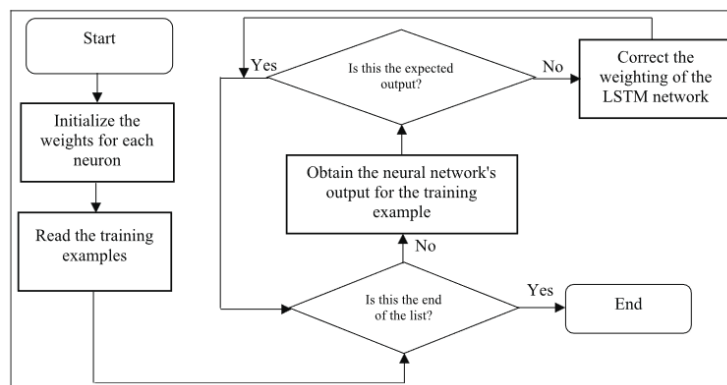 Start
Initialize the
weights for each
neuron
Read the training
examples
Yes
Is this the expected
output?
No
Correct the
weighting of the
LSTM network
Obtain the neural network's
output for the training
example
No
Is this the end
of the list?
Yes
End